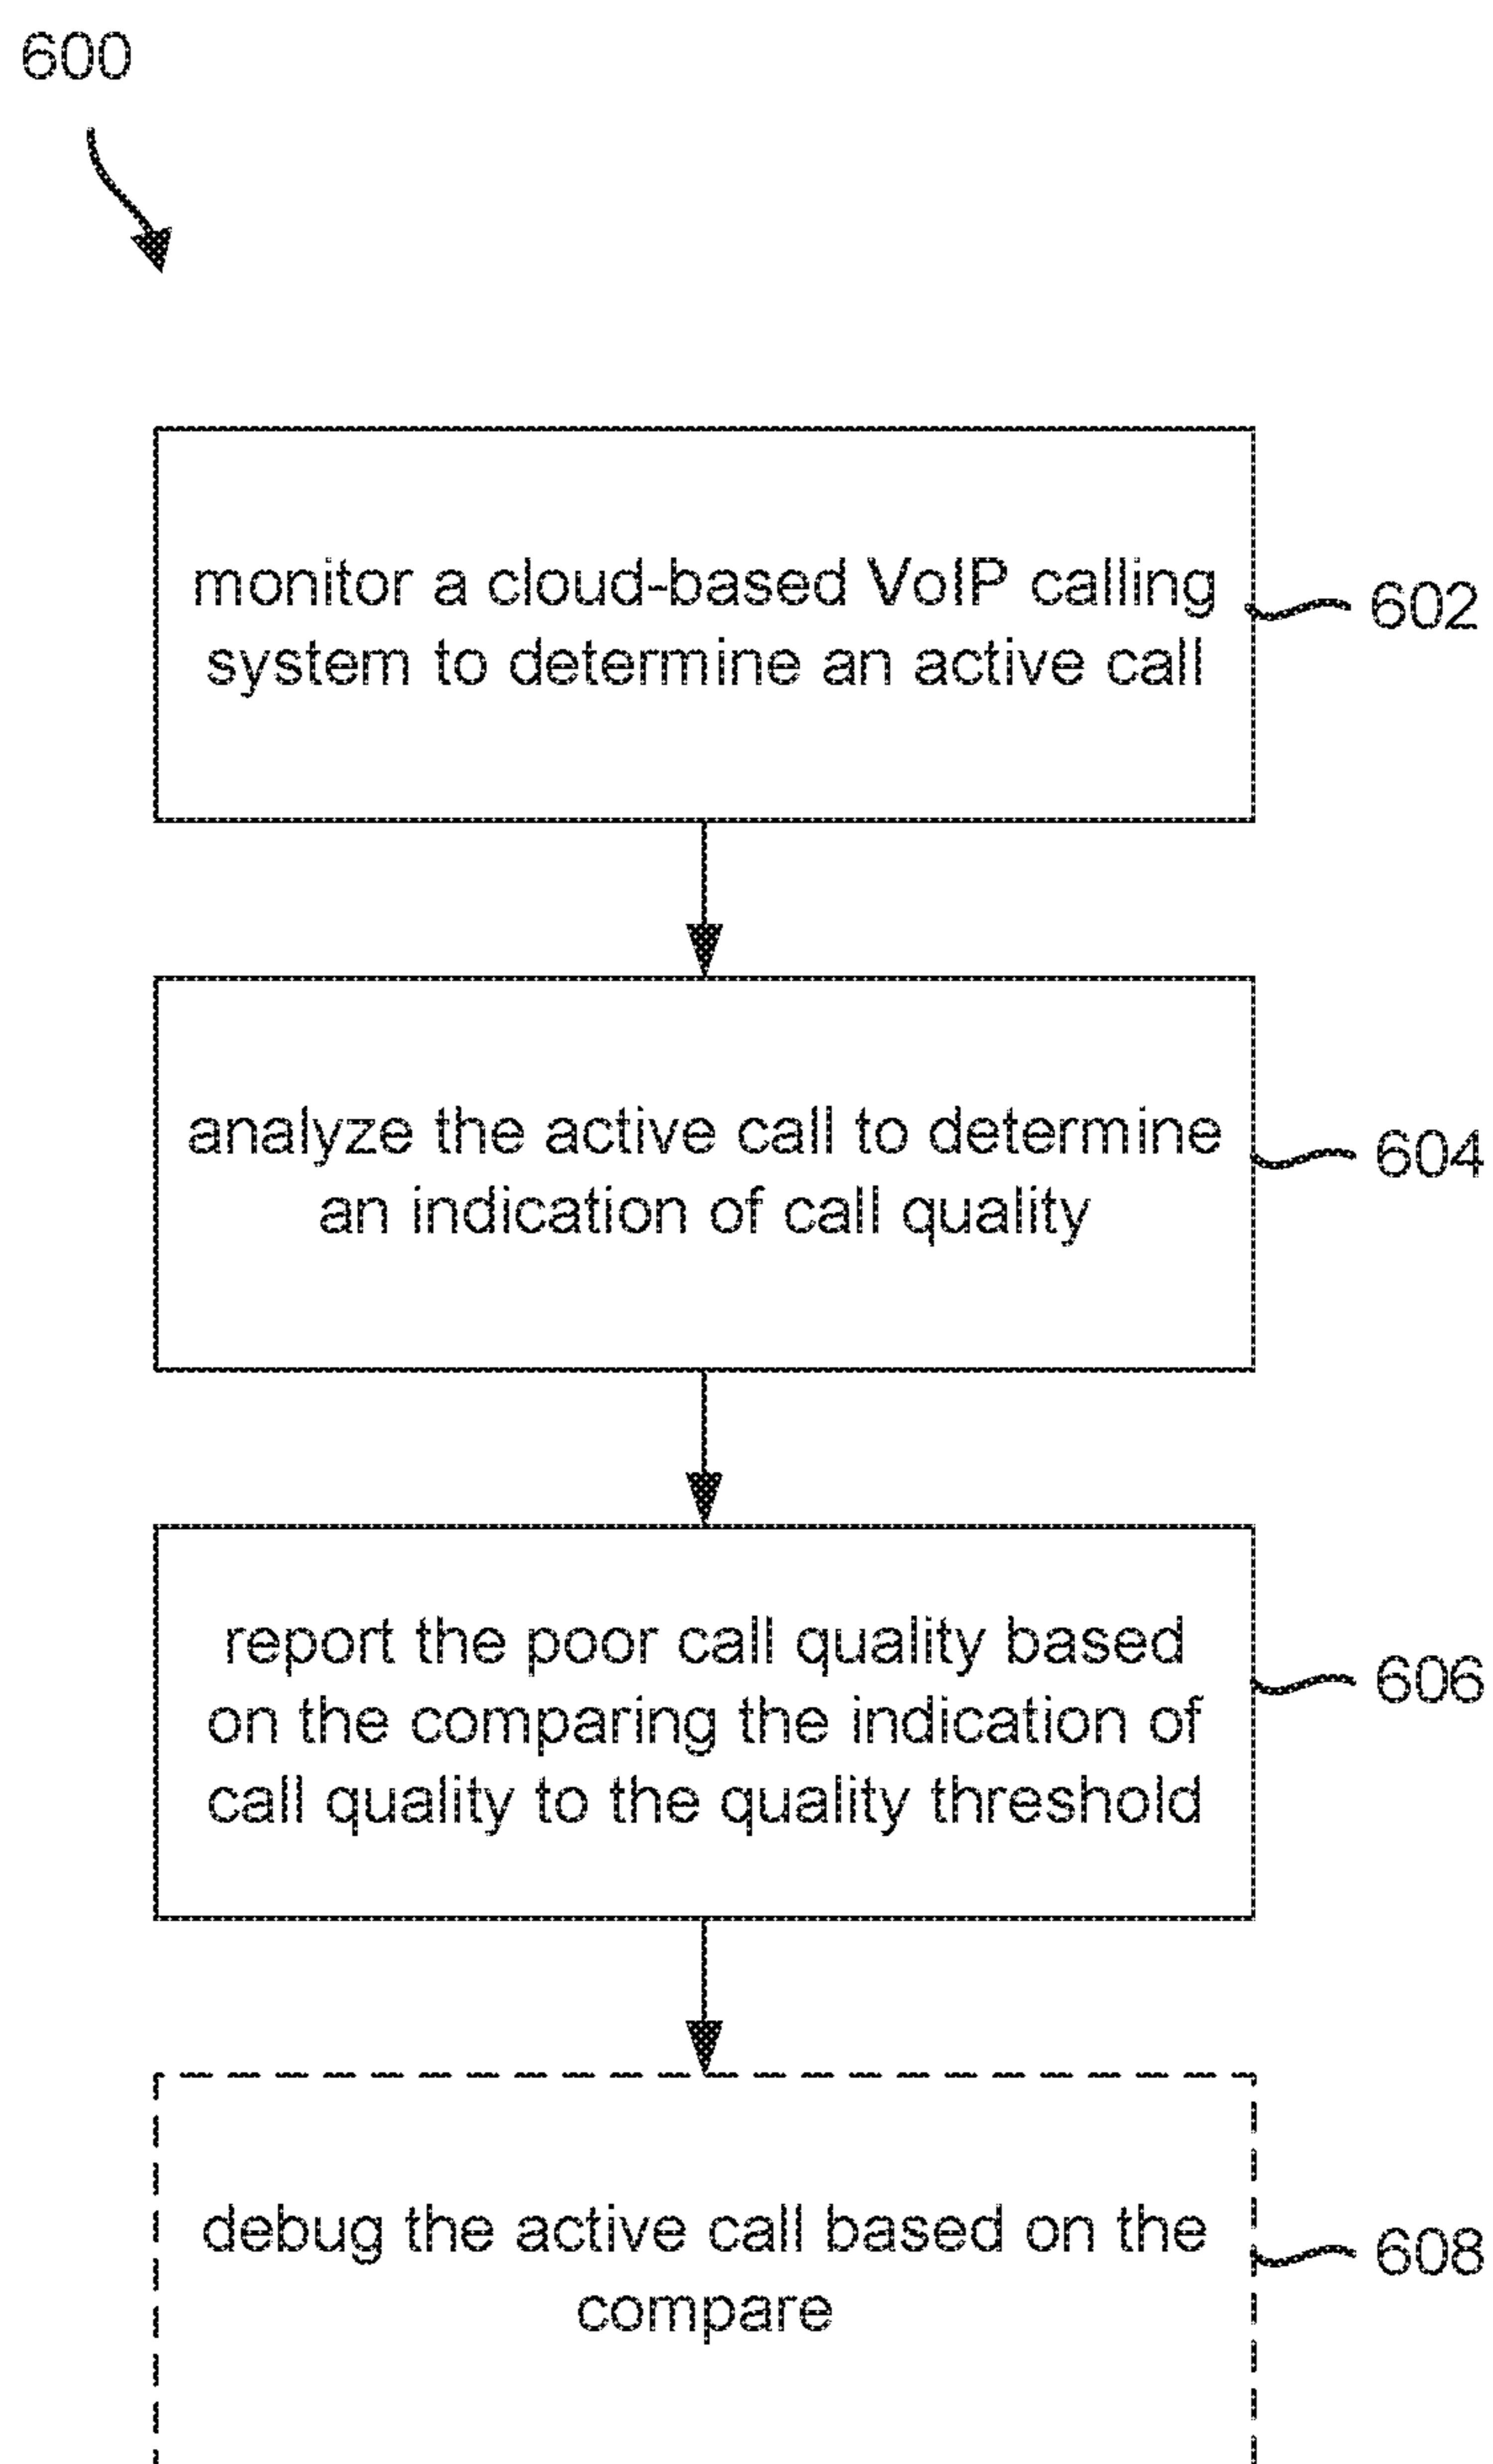 600
monitor a cloud-based VoIP calling
system to determine an active call
602
analyze the active call to determine
an indication of call quality
604
report the poor call quality based
on the comparing the indication of
call quality to the quality threshold
606
debug the active call based on the
compare
608